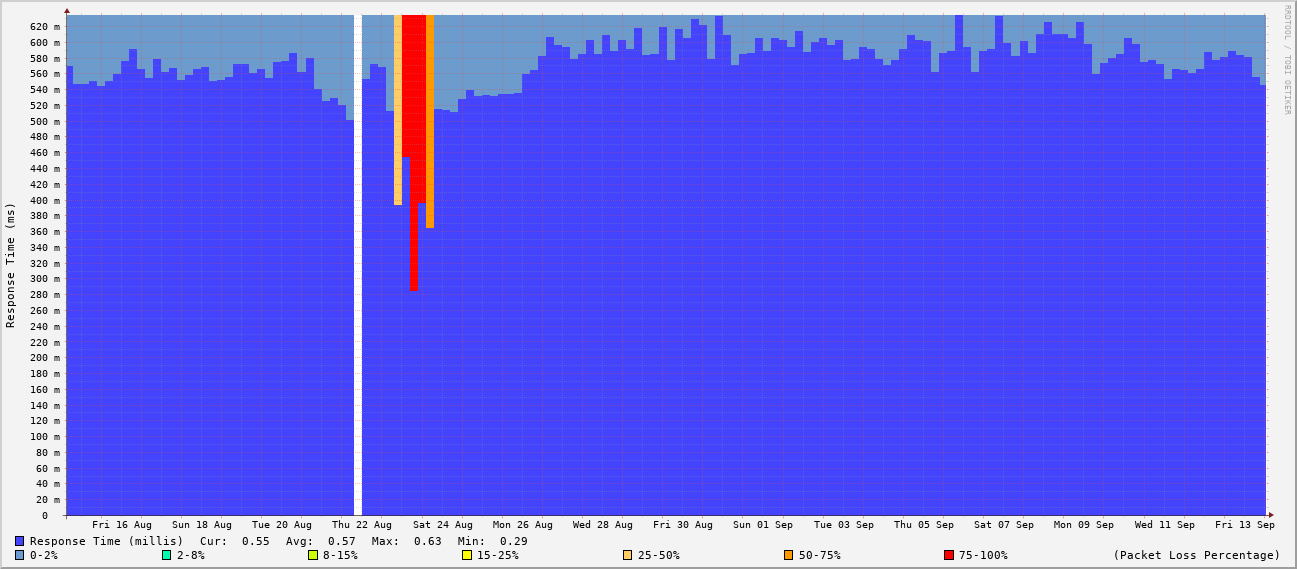 RRDTOOL / TOBI OETIKER
Response Time (ms)
620 m
600 m
580 m
560 m
540 m
520 m
500 m
480 m
460 m
440 m
420 m
400 m
380 m
360 m
340 m
320 m
300 m
280 m
260 m
240 m
220 m
200 m
180 m
160 m
140 m
120 m
100 m
80 m
60 m
40 m
20 m
0
Fri 16 Aug Sun 18 Aug Tue 20 Aug Thu 22 Aug Sat 24 Aug Mon 26 Aug Wed 28 Aug Fri 30 Aug Sun 01 Sep Tue 03 Sep Thu 05 Sep Sat 07 Sep Mon 09 Sep Wed 11 Sep Fri 13 Sep
Response Time (millis) Cur: 0.55 Avg: 0.57 Max: 0.63 Min: 0.29
0-2% 2-8% 8-15% 15-25% 25-50% 50-75% 75-100% (Packet Loss Percentage)